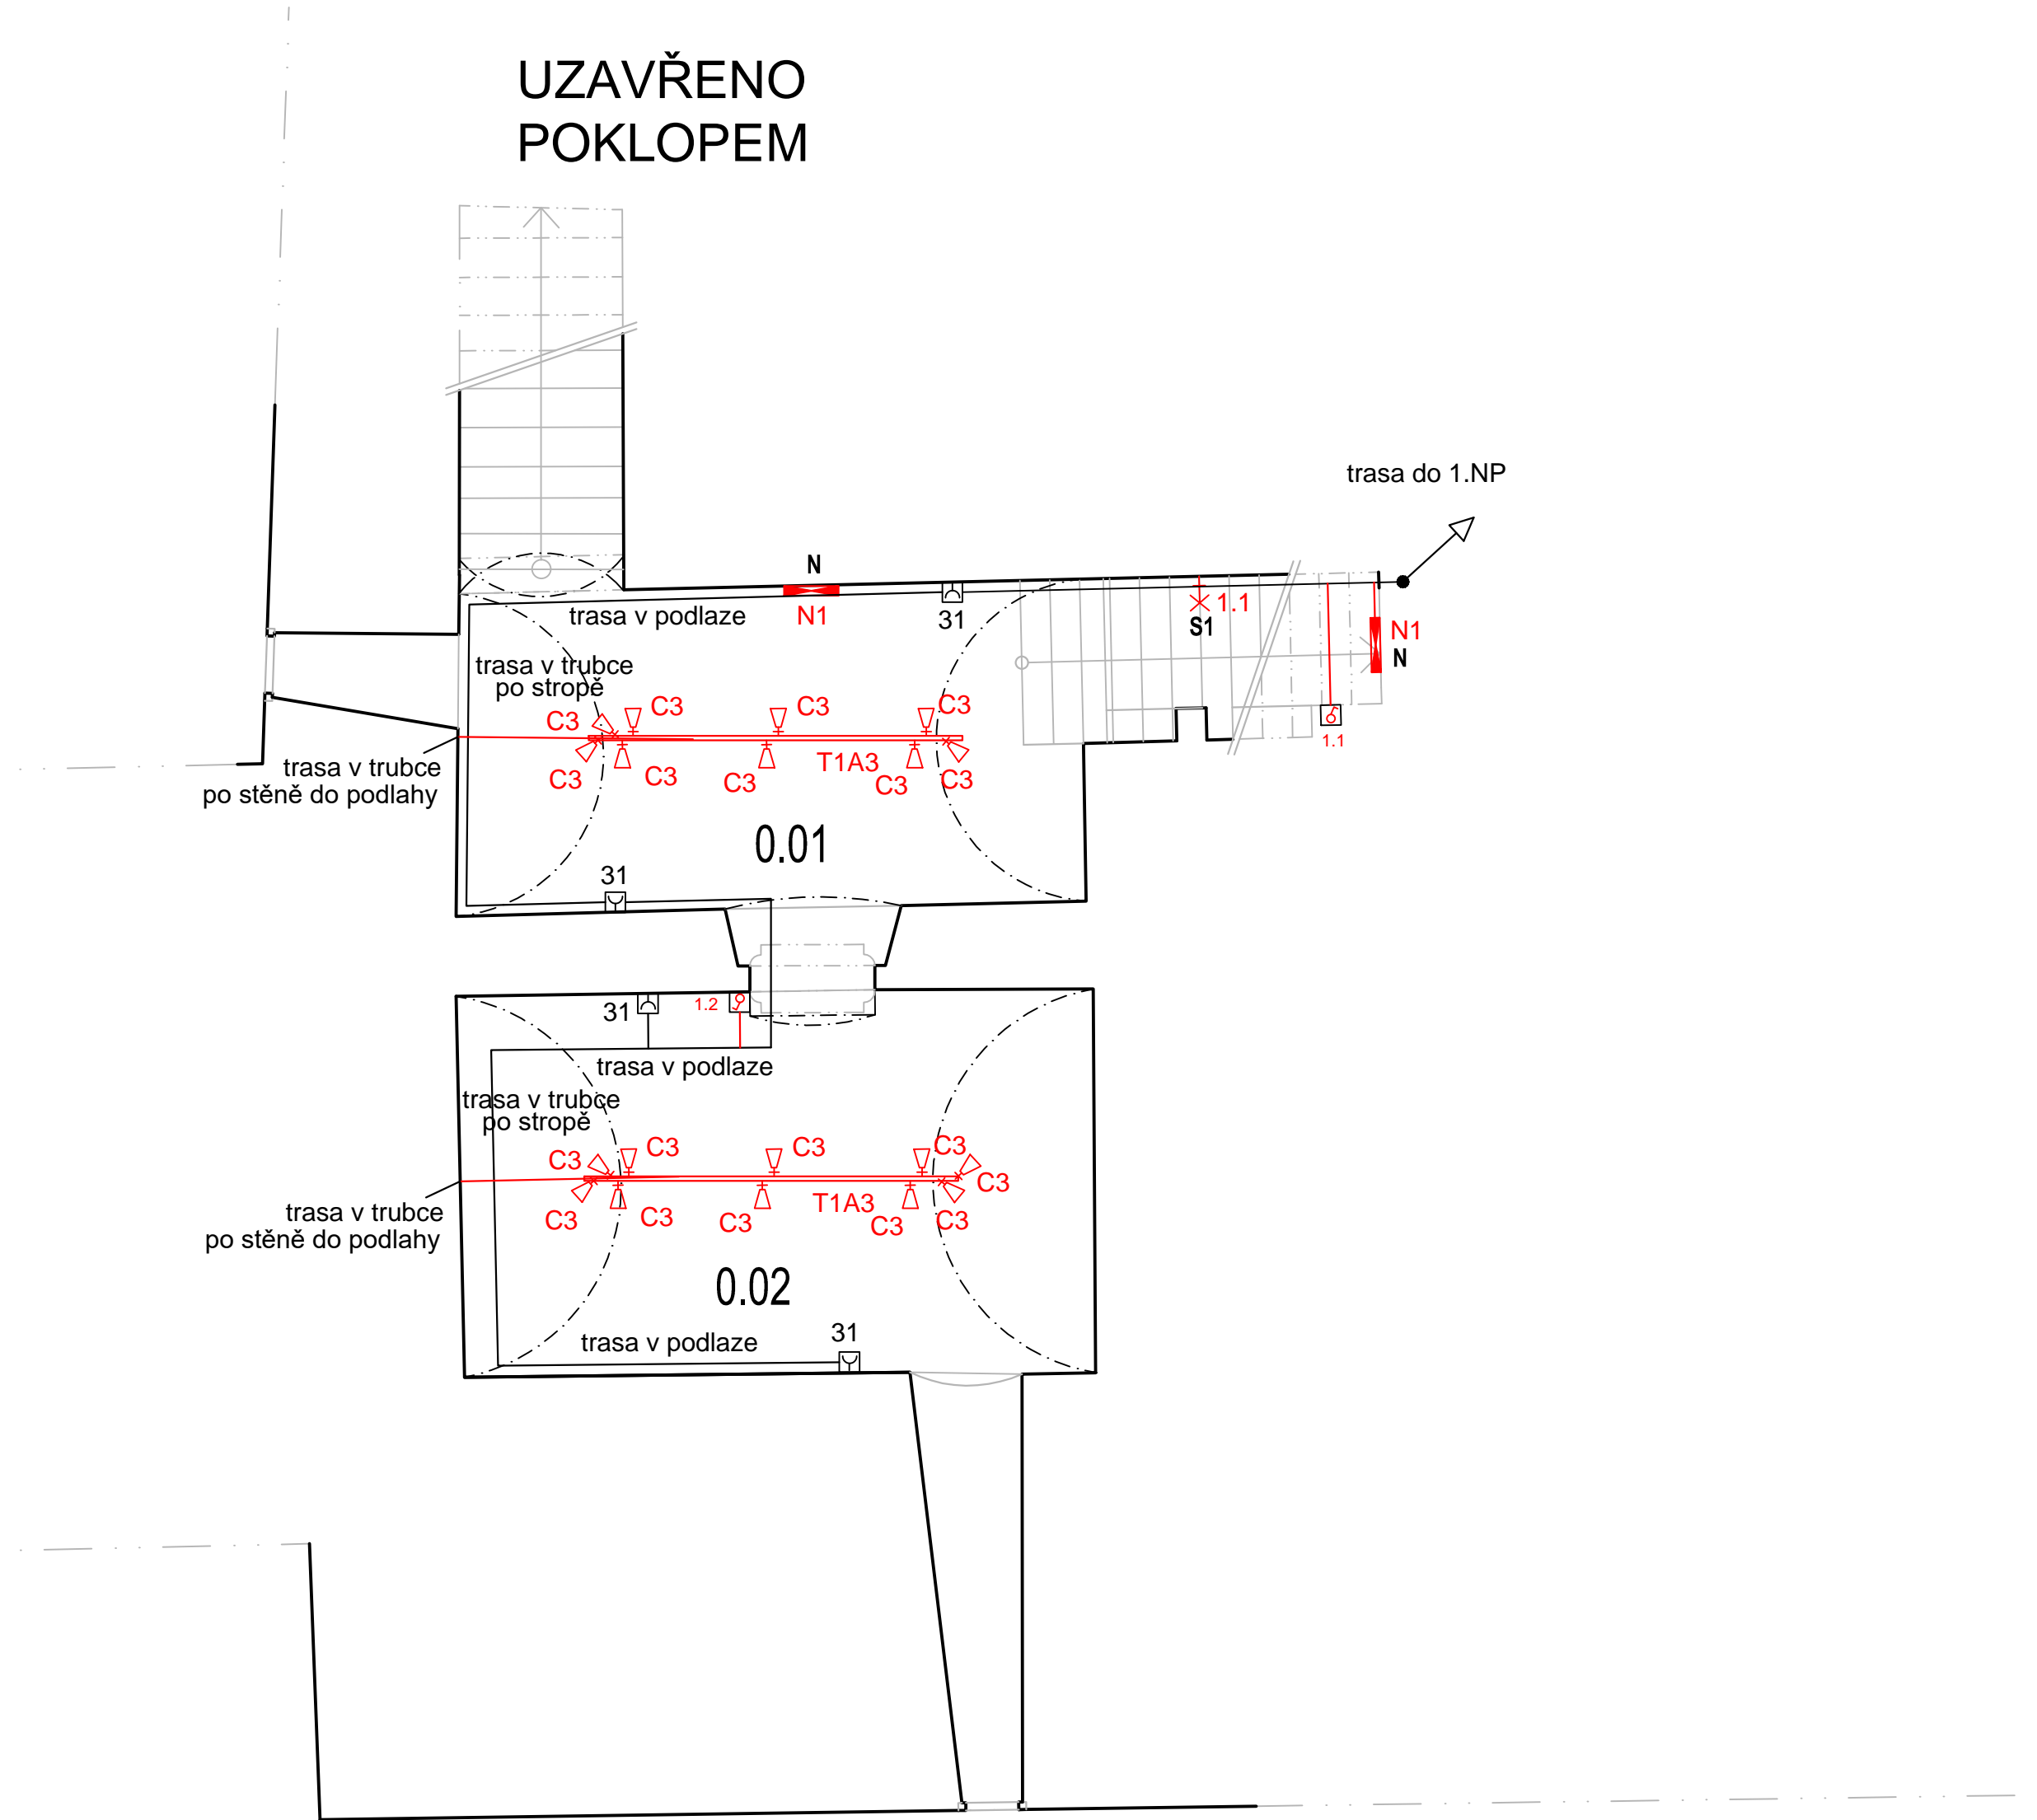 UZAVŘENO
POKLOPEM
trasa do 1.NP
N
trasa v podlaze
N1
31
1.1
S1
N1
N
trasa v trubce
po stropě
C3
C3
C3
C3
1.1
trasa v trubce
po stěně do podlahy
C3
C3
C3
T1A3
C3
C3
0.01
31
31
1.2
trasa v podlaze
trasa v trubce
po stropě
C3
C3
C3
C3
C3
trasa v trubce
po stěně do podlahy
C3
C3
C3
T1A3
C3
C3
0.02
trasa v podlaze
31